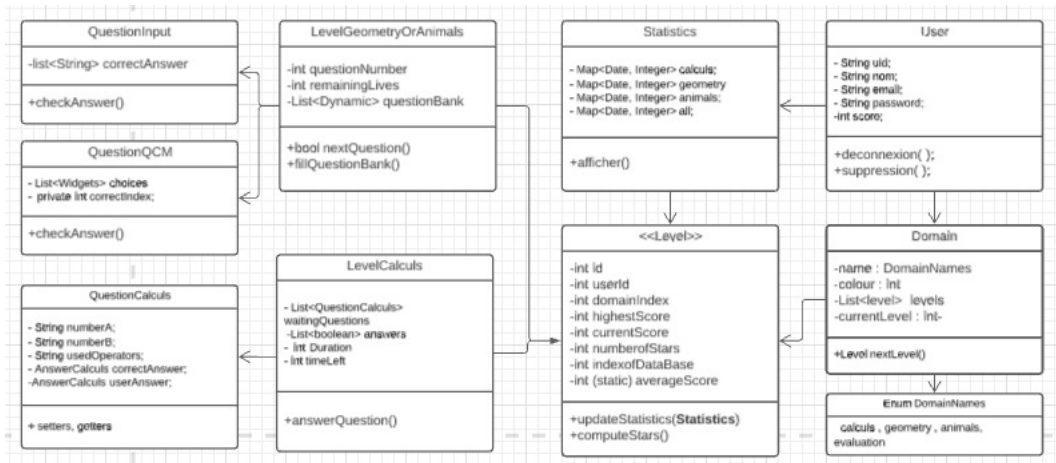 QuestionInput
-list<String> correctAnswer
+checkAnswer()
QuestionQCM
- List<Widgets> choices
- private int correctIndex;
+checkAnswer()
QuestionCalculs
- String numberA;
- String numberB;
- String usedOperators;
- AnswerCalculs correctAnswer;
-AnswerCalculs userAnswer;
+ setters, getters
LevelGeometryOrAnimals
-int questionNumber
-int remainingLives
-List<Dynamic> questionBank
+bool nextQuestion()
+fillQuestionBank()
LevelCalculs
- List<QuestionCalculs>
waitingQuestions
-List<boolean> answers
- int Duration
- int timeLeft
+answerQuestion()
Statistics
- Map<Date, Integer> calculs;
- Map<Date, Integer> geometry
- Map<Date, Integer> animals;
- Map<Date, Integer> all;
+afficher()
<<Level>>
-int id
-int userId
-int domainIndex
-int highestScore
-int currentScore
-int numberofStars
-int indexofDataBase
-int (static) averageScore
+updateStatistics(Statistics)
+computeStars()
User
- String uid;
- String nom;
- String email;
- String password;
-int score;
+deconnexion( );
+suppression( );
Domain
-name : DomainNames
-colour : int
-List<level> levels
-currentLevel : int-
+Level nextLevel()
Enum DomainNames
calculs , geometry , animals,
evaluation